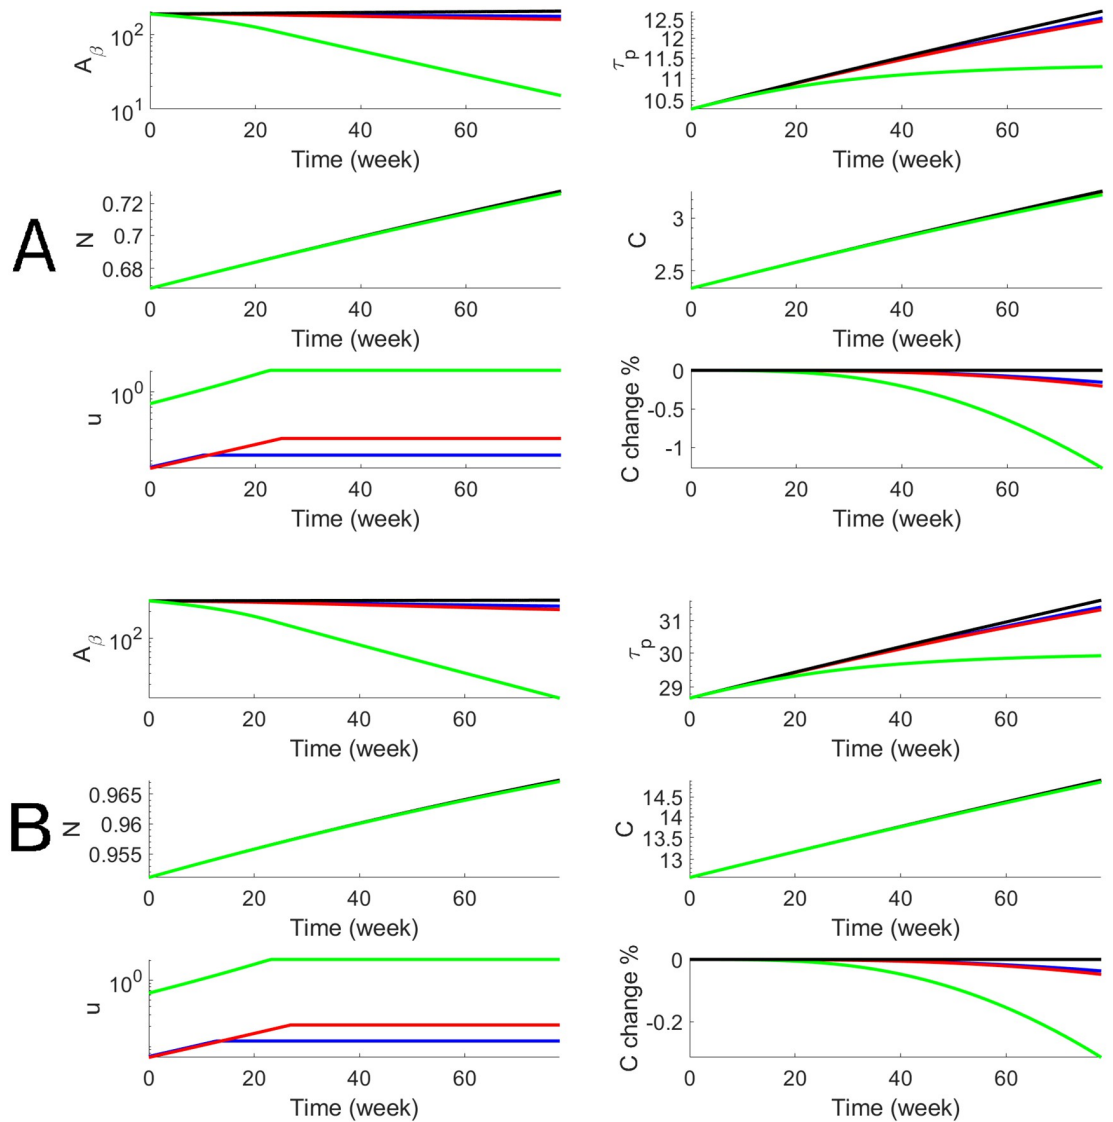 A
A_β
10^2
10^1
0 20 40 60
Time (week)
τ_p
12.5
12
11.5
11
10.5
0 20 40 60
Time (week)
N
0.72
0.7
0.68
0 20 40 60
Time (week)
C
3
2.5
0 20 40 60
Time (week)
u
10^0
0 20 40 60
Time (week)
C change %
0
-0.5
-1
0 20 40 60
Time (week)
B
A_β
10^2
0 20 40 60
Time (week)
τ_p
31
30
29
0 20 40 60
Time (week)
N
0.965
0.96
0.955
0 20 40 60
Time (week)
C
14.5
14
13.5
13
0 20 40 60
Time (week)
u
10^0
0 20 40 60
Time (week)
C change %
0
-0.2
0 20 40 60
Time (week)